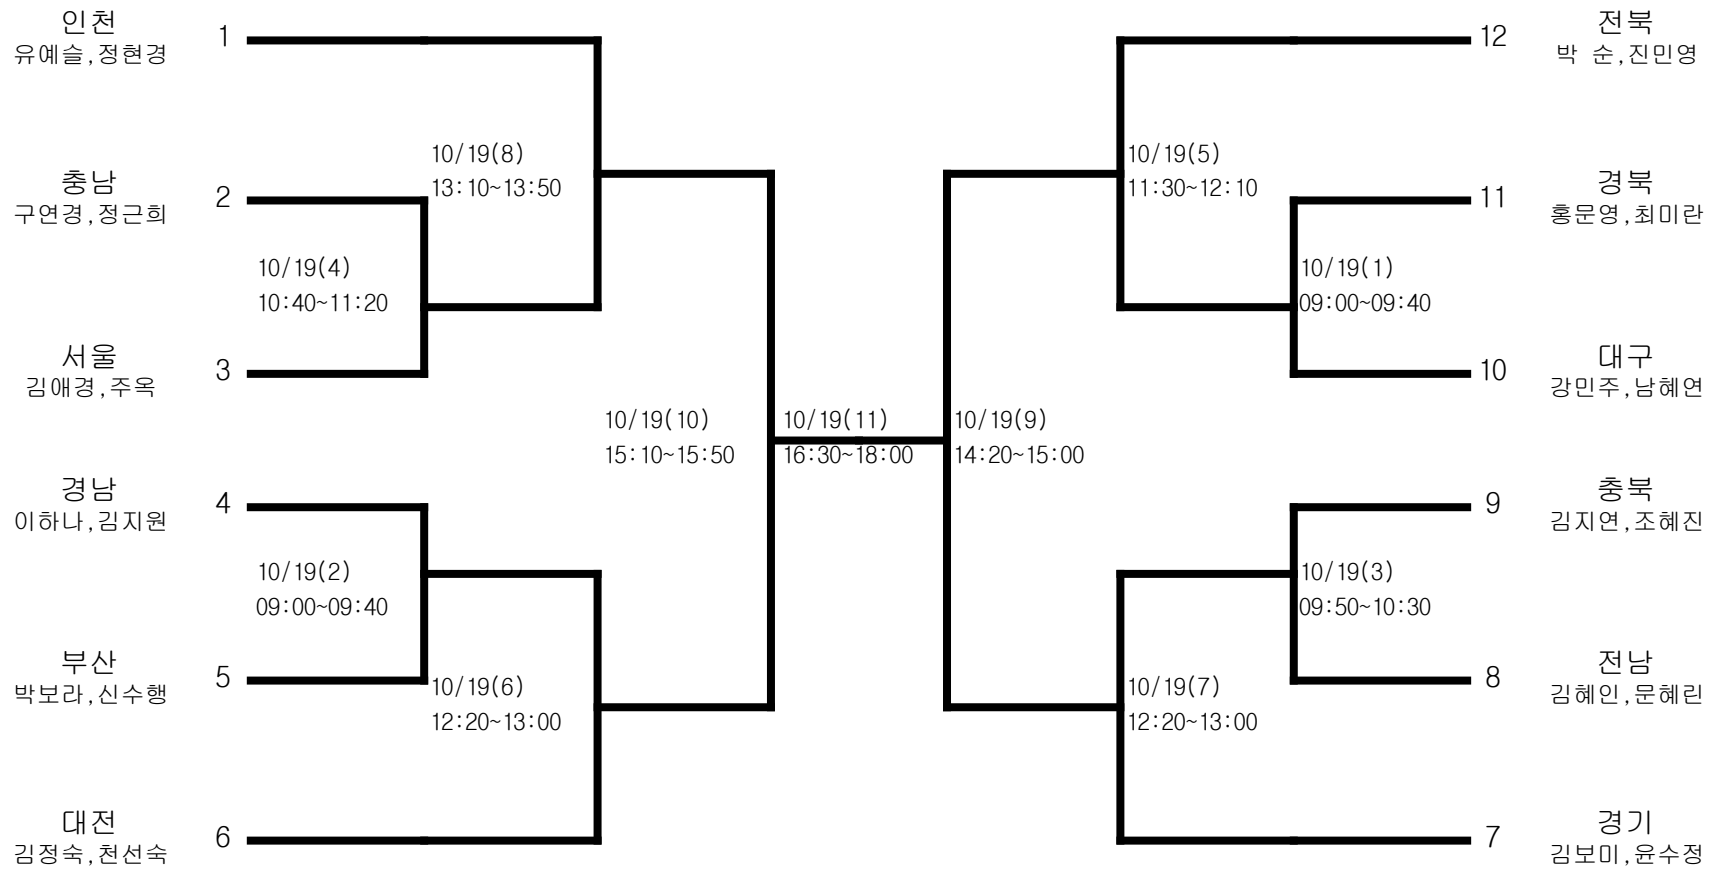 인천
유예슬,정현경
1
충남
구연경,정근희
2
서울
김애경,주옥
3
경남
이하나,김지원
4
부산
박보라,신수행
5
대전
김정숙,천선숙
6
10/19(8)
13:10~13:50
10/19(4)
10:40~11:20
10/19(2)
09:00~09:40
10/19(6)
12:20~13:00
10/19(10)
15:10~15:50
10/19(11)
16:30~18:00
10/19(9)
14:20~15:00
10/19(5)
11:30~12:10
10/19(1)
09:00~09:40
10/19(3)
09:50~10:30
10/19(7)
12:20~13:00
12
전북
박 순,진민영
11
경북
홍문영,최미란
10
대구
강민주,남혜연
9
충북
김지연,조혜진
8
전남
김혜인,문혜린
7
경기
김보미,윤수정